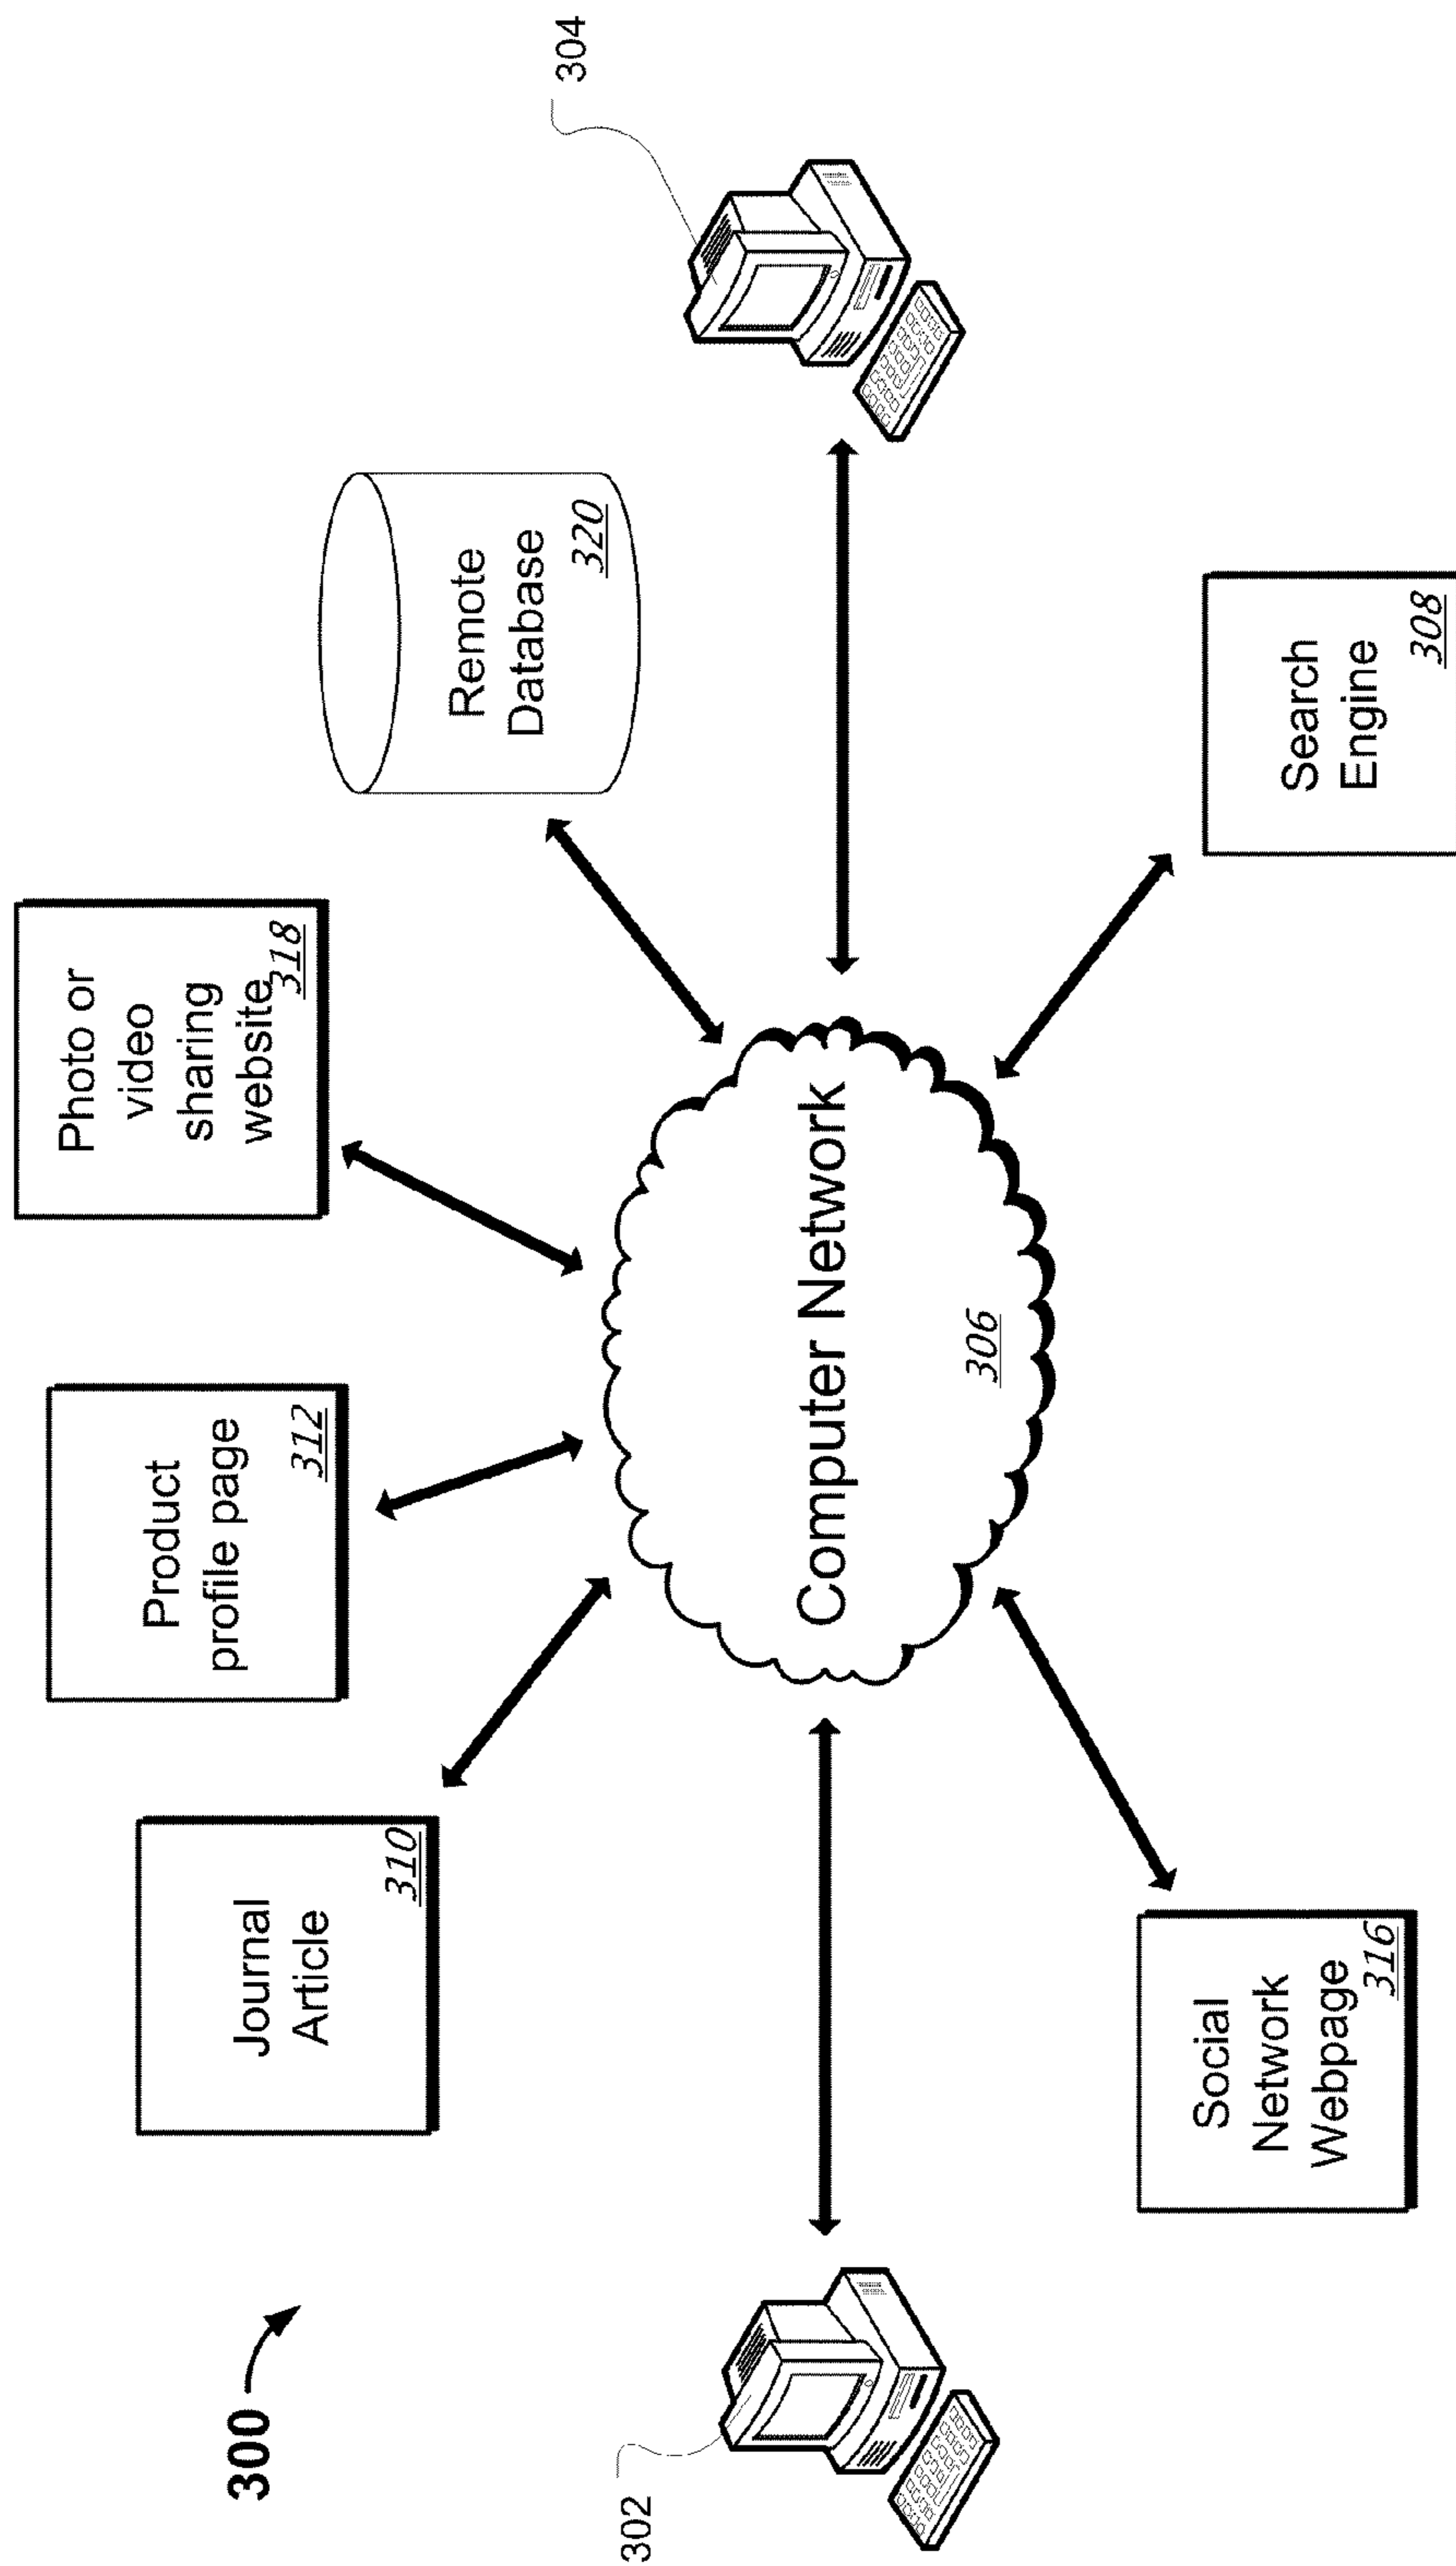 300
Journal
Article
310
Product
profile page
312
Photo or
video
sharing
website
318
Remote
Database
320
304
302
Computer Network
306
Social
Network
Webpage
316
Search
Engine
308